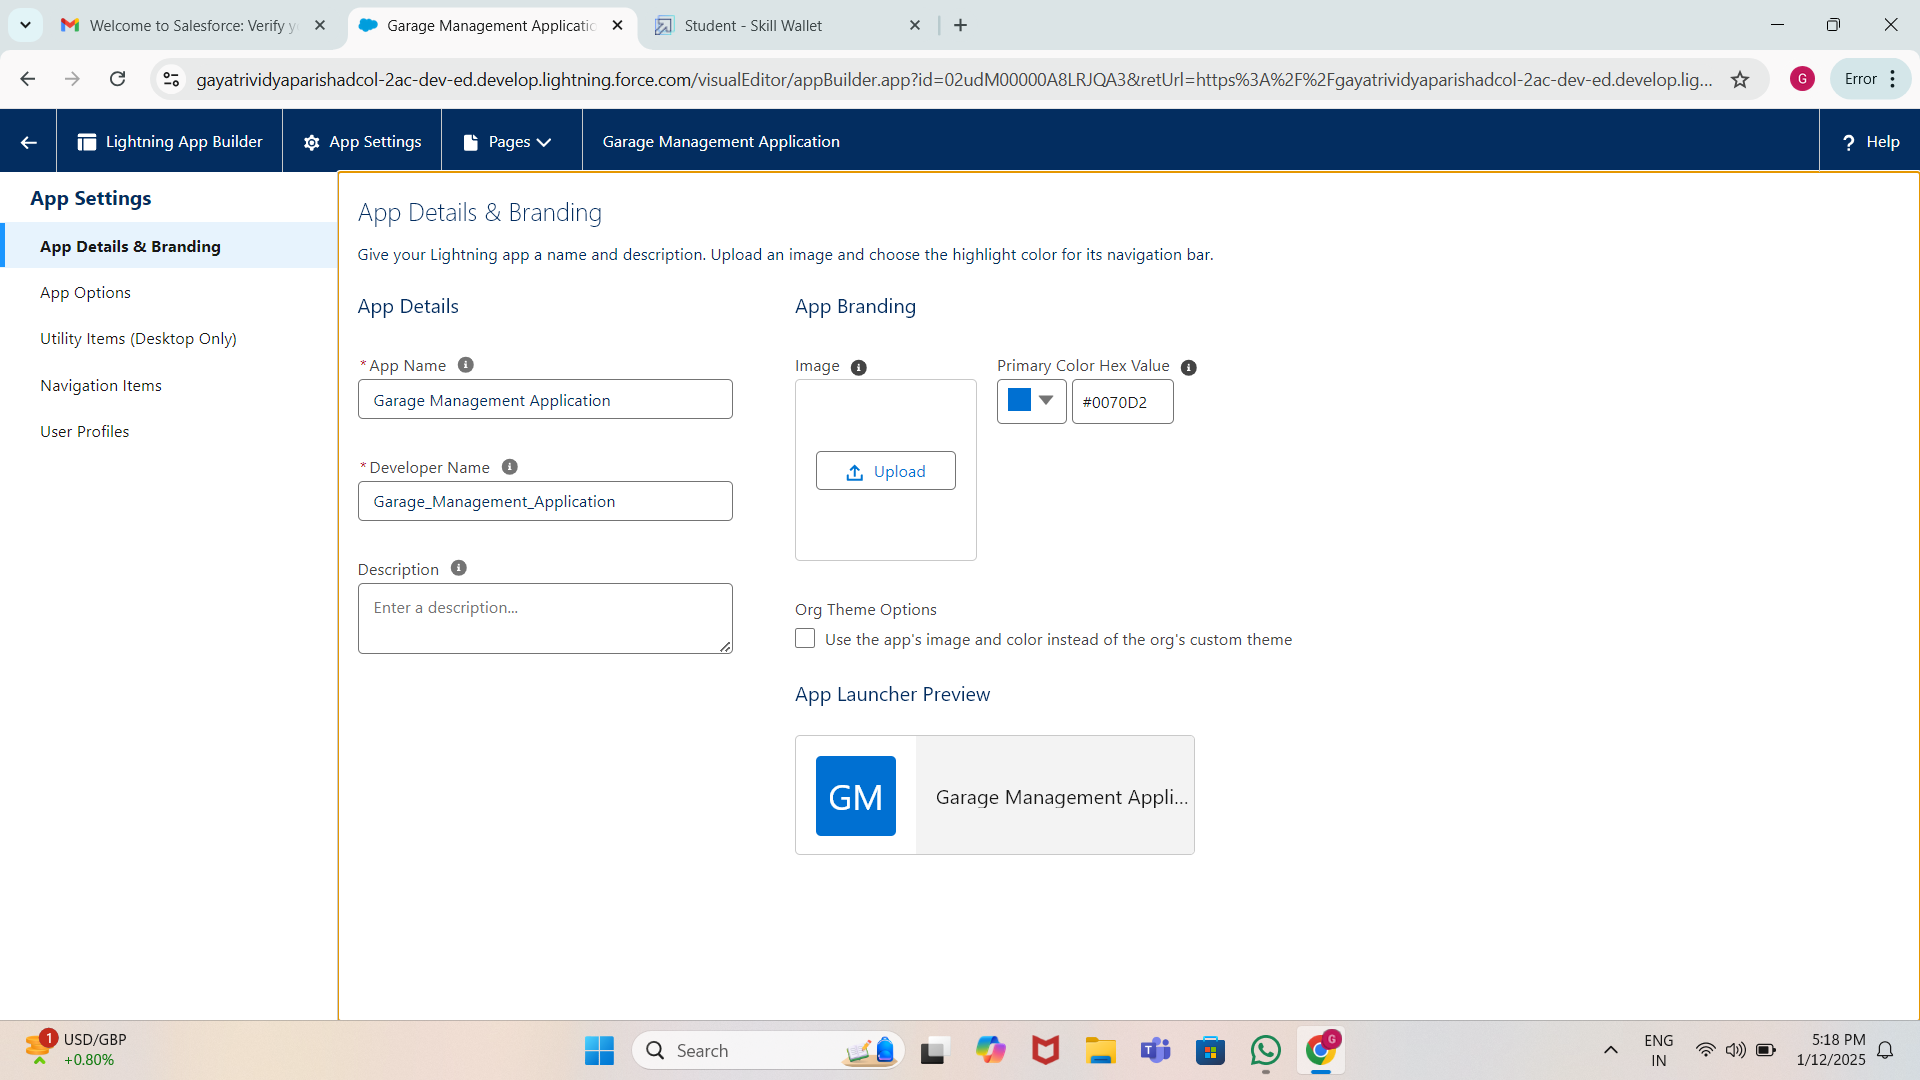 Welcome to Salesforce: Verify y
Garage Management Applicatio
Student - Skill Wallet
gayatrividyaparishadcol-2ac-dev-ed.develop.lightning.force.com/visualEditor/appBuilder.app?id=02udM00000A8LRJQA3&retUrl=https%3A%2F%2Fgayatrividyaparishadcol-2ac-dev-ed.develop.lig...
G
Error
Lightning App Builder
App Settings
Pages
Garage Management Application
? Help
App Settings
App Details & Branding
App Options
Utility Items (Desktop Only)
Navigation Items
User Profiles
App Details & Branding
Give your Lightning app a name and description. Upload an image and choose the highlight color for its navigation bar.
App Details
*App Name
Garage Management Application
*Developer Name
Garage_Management_Application
Description
Enter a description...
App Branding
Image
Upload
Primary Color Hex Value
#0070D2
Org Theme Options
Use the app's image and color instead of the org's custom theme
App Launcher Preview
GM
Garage Management Appli...
1
USD/GBP
+0.80%
Search
G
ENG
IN
5:18 PM
1/12/2025